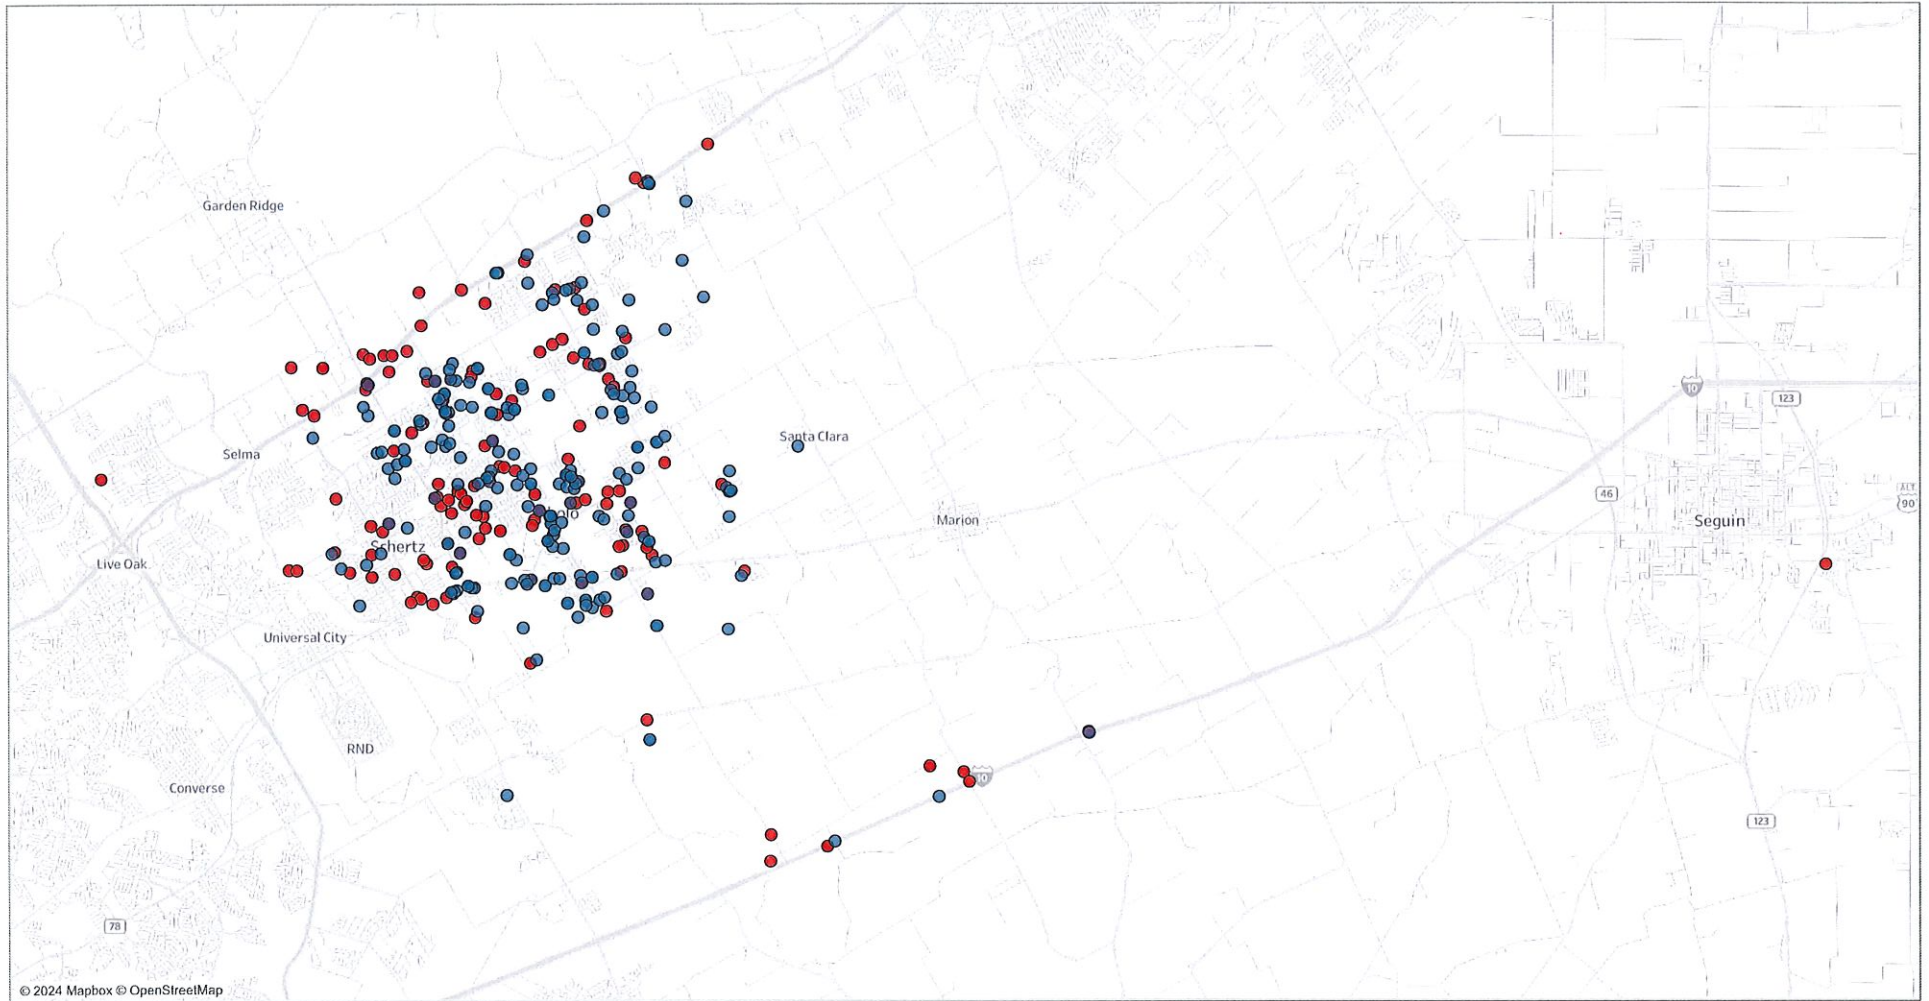 Garden Ridge
Santa Clara
10
123
Selma
46
ALT
90
Marion
Seguin
Schertz
Live Oak
Universal City
RND
10
Converse
123
78
© 2024 Mapbox © OpenStreetMap